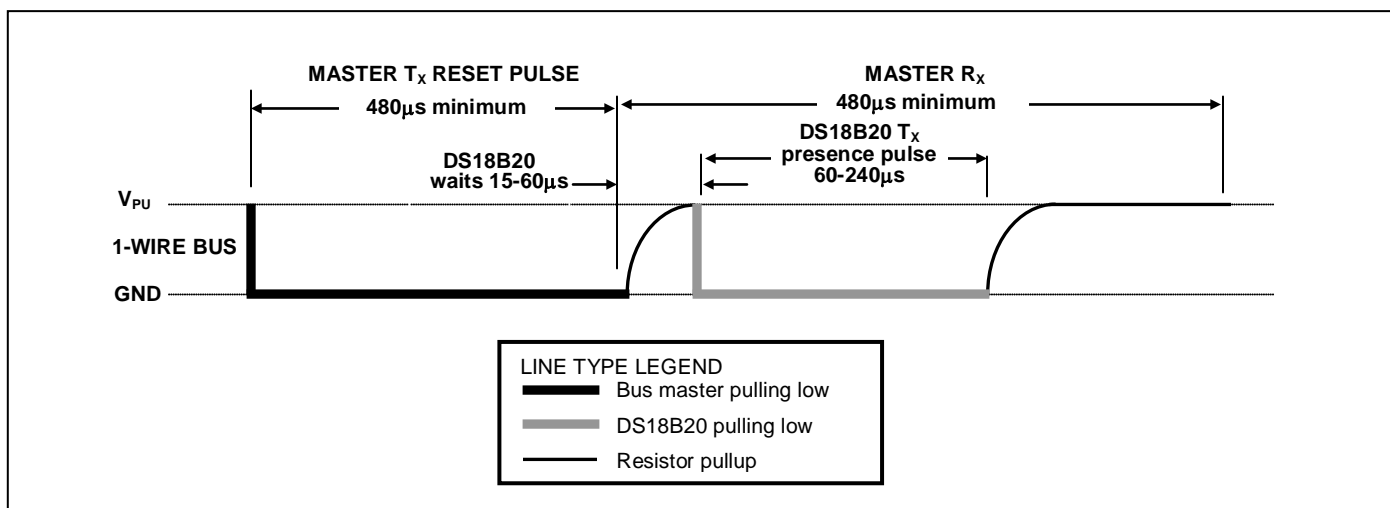 MASTER TX RESET PULSE
480μs minimum
MASTER RX
480μs minimum
DS18B20 TX
presence pulse
60-240μs
DS18B20
waits 15-60μs
VPU
1-WIRE BUS
GND
LINE TYPE LEGEND
Bus master pulling low
DS18B20 pulling low
Resistor pullup